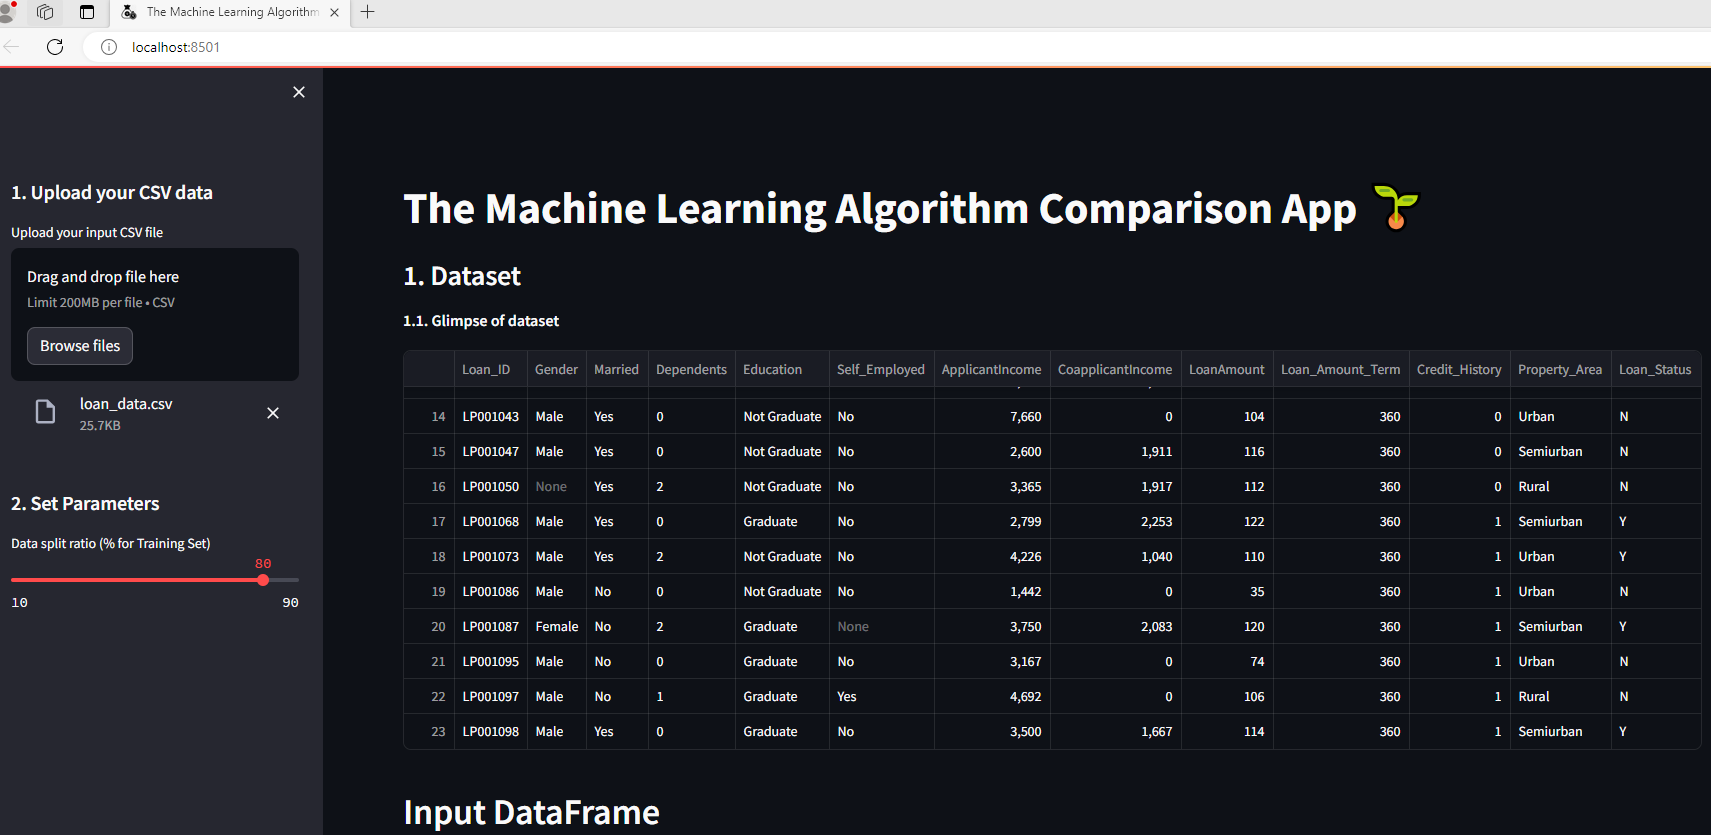 The Machine Learning Algorithm
localhost:8501
1. Upload your CSV data
Upload your input CSV file
Drag and drop file here
Limit 200MB per file • CSV
Browse files
loan_data.csv
25.7KB
2. Set Parameters
Data split ratio (% for Training Set)
80
10 90
The Machine Learning Algorithm Comparison App
1. Dataset
1.1. Glimpse of dataset
Loan_ID Gender Married Dependents Education Self_Employed ApplicantIncome CoapplicantIncome LoanAmount Loan_Amount_Term Credit_History Property_Area Loan_Status
14 LP001043 Male Yes 0 Not Graduate No 7,660 0 104 360 0 Urban N
15 LP001047 Male Yes 0 Not Graduate No 2,600 1,911 116 360 0 Semiurban N
16 LP001050 None Yes 2 Not Graduate No 3,365 1,917 112 360 0 Rural N
17 LP001068 Male Yes 0 Graduate No 2,799 2,253 122 360 1 Semiurban Y
18 LP001073 Male Yes 2 Not Graduate No 4,226 1,040 110 360 1 Urban Y
19 LP001086 Male No 0 Not Graduate No 1,442 0 35 360 1 Urban N
20 LP001087 Female No 2 Graduate None 3,750 2,083 120 360 1 Semiurban Y
21 LP001095 Male No 0 Graduate No 3,167 0 74 360 1 Urban N
22 LP001097 Male No 1 Graduate Yes 4,692 0 106 360 1 Rural N
23 LP001098 Male Yes 0 Graduate No 3,500 1,667 114 360 1 Semiurban Y
Input DataFrame